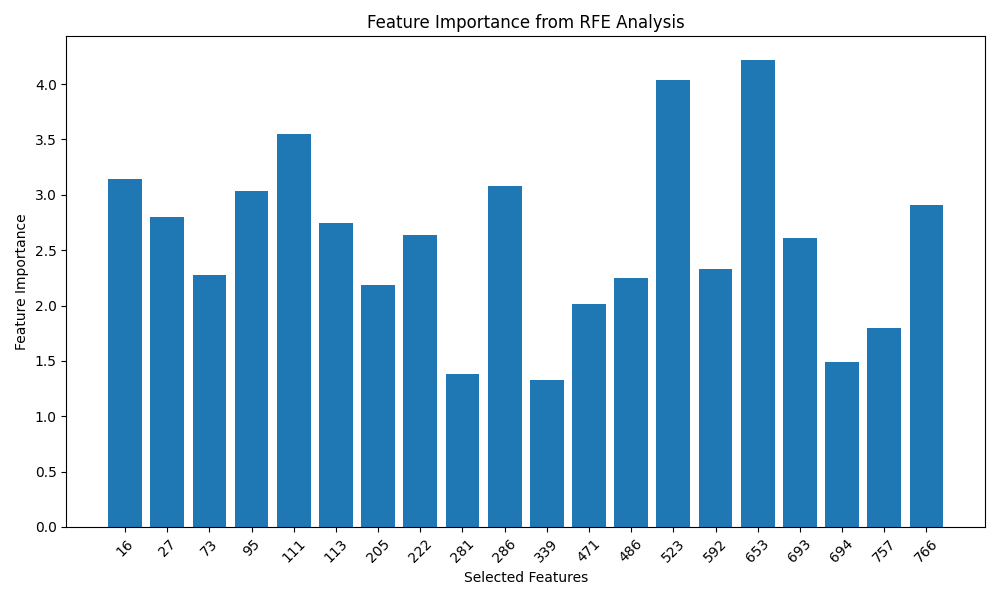 Feature Importance from RFE Analysis
Feature Importance
4.0
3.5
3.0
2.5
2.0
1.5
1.0
0.5
0.0
16 27 73 95 111 113 205 222 281 286 339 471 486 523 592 653 693 694 757 766
Selected Features